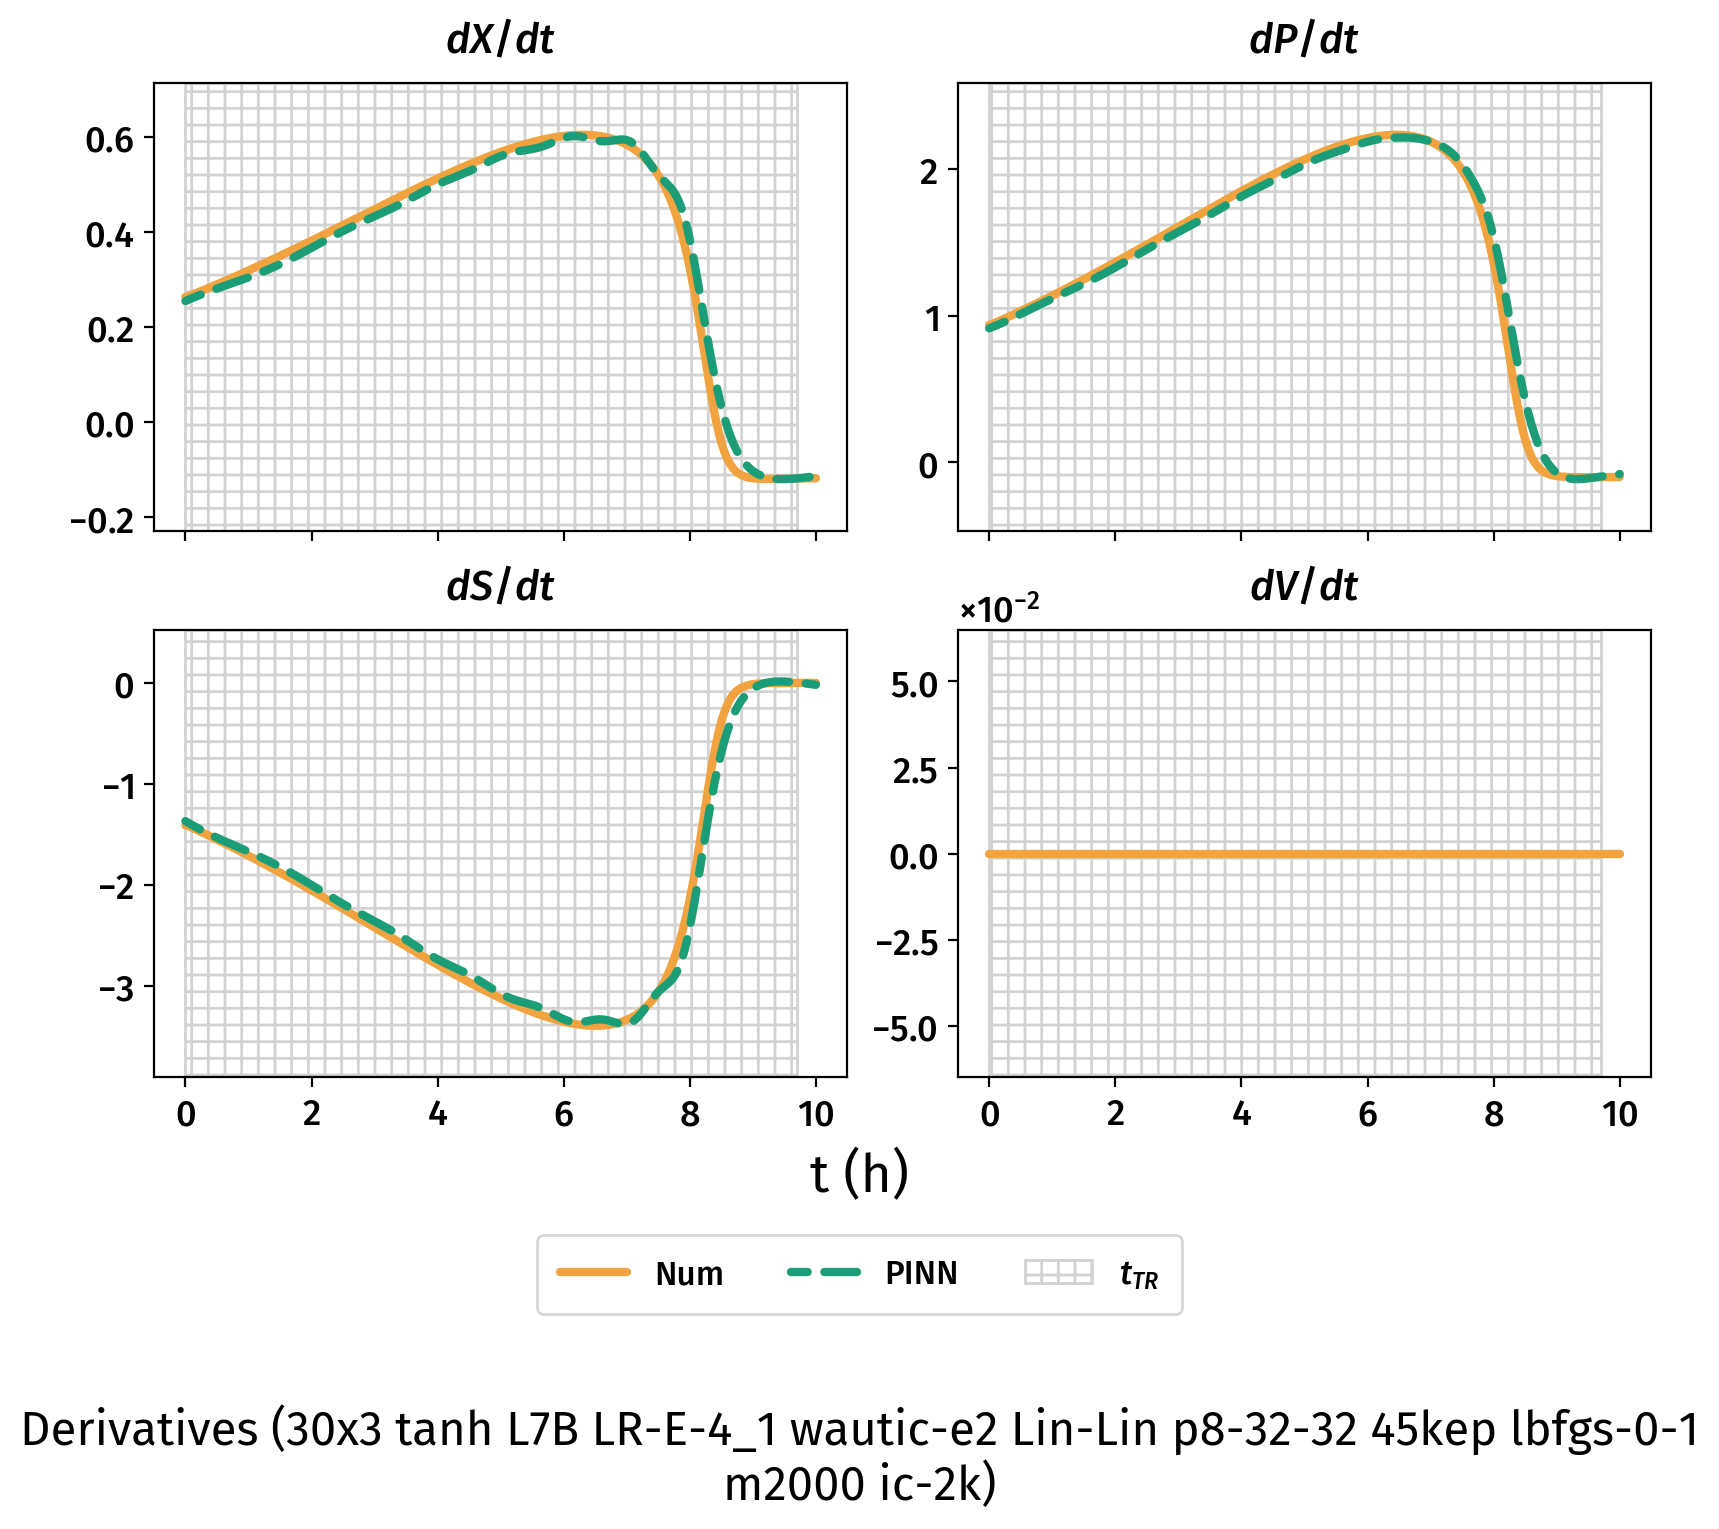 dX/dt
dP/dt
0.6
0.4
0.2
0.0
−0.2
2
1
0
dS/dt
dV/dt
×10⁻²
0
−1
−2
−3
5.0
2.5
0.0
−2.5
−5.0
0 2 4 6 8 10
0 2 4 6 8 10
t (h)
Num PINN t_TR
Derivatives (30x3 tanh L7B LR-E-4_1 wautic-e2 Lin-Lin p8-32-32 45kep lbfgs-0-1
m2000 ic-2k)